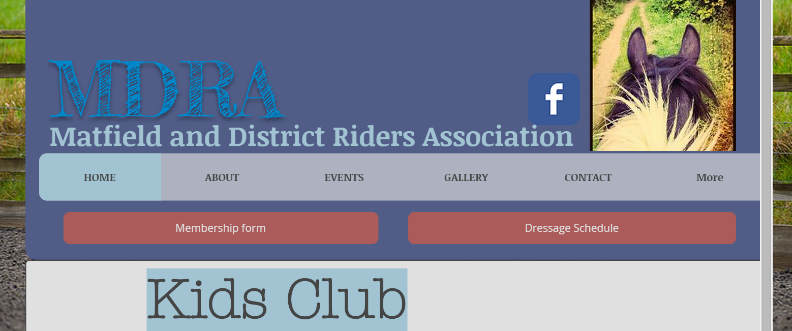 MDRA
f
Matfield and District Riders Association
HOME ABOUT EVENTS GALLERY CONTACT More
Membership form Dressage Schedule
Kids Club